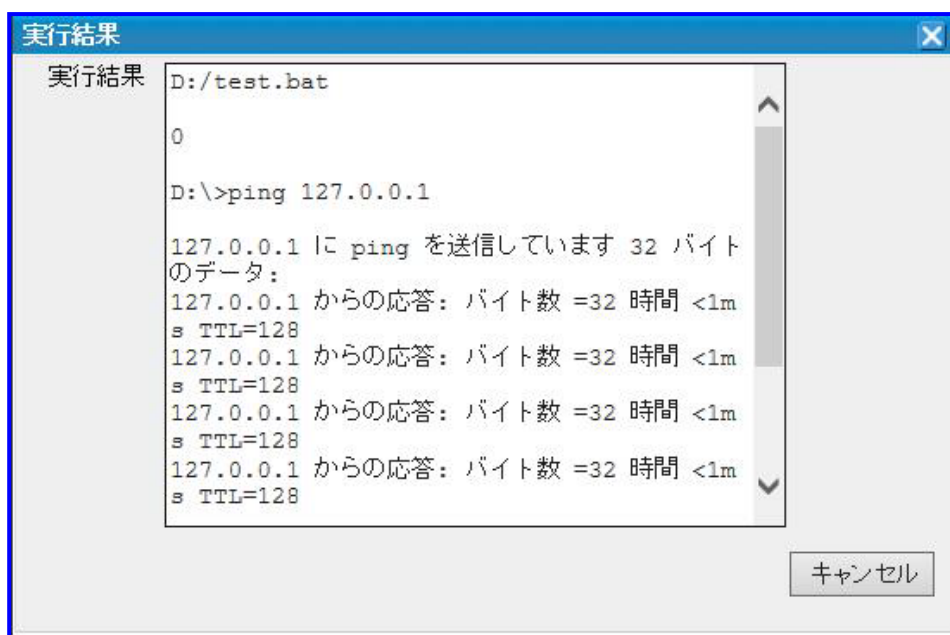 実行結果
実行結果
D:/test.bat
0
D:\>ping 127.0.0.1
127.0.0.1 に ping を送信しています 32 バイト
のデータ:
127.0.0.1 からの応答: バイト数 =32 時間 <1m
s TTL=128
127.0.0.1 からの応答: バイト数 =32 時間 <1m
s TTL=128
127.0.0.1 からの応答: バイト数 =32 時間 <1m
s TTL=128
127.0.0.1 からの応答: バイト数 =32 時間 <1m
s TTL=128
キャンセル